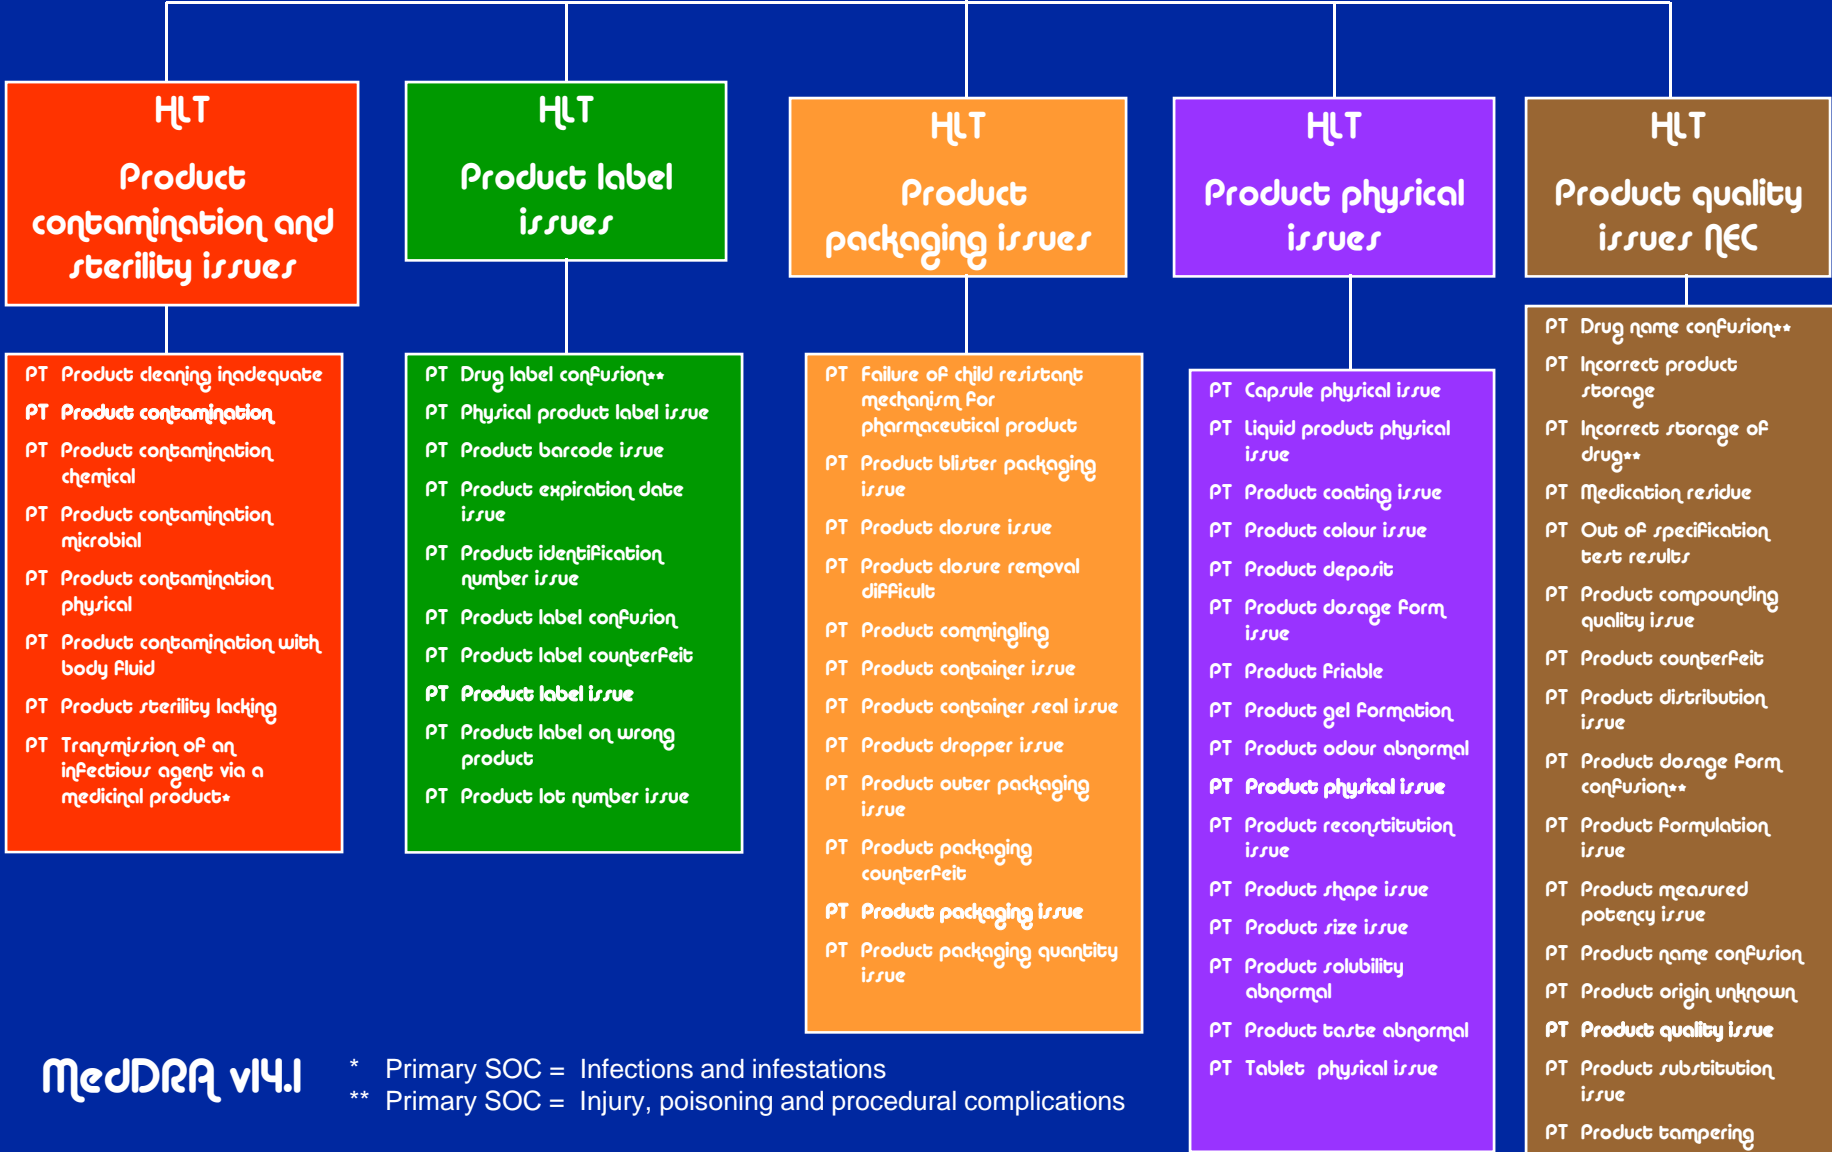 HLT
Product
contamination and
sterility issues
PT Product cleaning inadequate
PT Product contamination
PT Product contamination
chemical
PT Product contamination
microbial
PT Product contamination
physical
PT Product contamination with
body fluid
PT Product sterility lacking
PT Transmission of an
infectious agent via a
medicinal product*
HLT
Product label
issues
PT Drug label confusion**
PT Physical product label issue
PT Product barcode issue
PT Product expiration date
issue
PT Product identification
number issue
PT Product label confusion
PT Product label counterfeit
PT Product label issue
PT Product label on wrong
product
PT Product lot number issue
HLT
Product
packaging issues
PT Failure of child resistant
mechanism for
pharmaceutical product
PT Product blister packaging
issue
PT Product closure issue
PT Product closure removal
difficult
PT Product commingling
PT Product container issue
PT Product container seal issue
PT Product dropper issue
PT Product outer packaging
issue
PT Product packaging
counterfeit
PT Product packaging issue
PT Product packaging quantity
issue
HLT
Product physical
issues
PT Capsule physical issue
PT Liquid product physical
issue
PT Product coating issue
PT Product colour issue
PT Product deposit
PT Product dosage form
issue
PT Product friable
PT Product gel formation
PT Product odour abnormal
PT Product physical issue
PT Product reconstitution
issue
PT Product shape issue
PT Product size issue
PT Product solubility
abnormal
PT Product taste abnormal
PT Tablet physical issue
HLT
Product quality
issues NEC
PT Drug name confusion**
PT Incorrect product
storage
PT Incorrect storage of
drug**
PT Medication residue
PT Out of specification
test results
PT Product compounding
quality issue
PT Product counterfeit
PT Product distribution
issue
PT Product dosage form
confusion**
PT Product formulation
issue
PT Product measured
potency issue
PT Product name confusion
PT Product origin unknown
PT Product quality issue
PT Product substitution
issue
PT Product tampering
MedDRA v14.1
* Primary SOC = Infections and infestations
** Primary SOC = Injury, poisoning and procedural complications